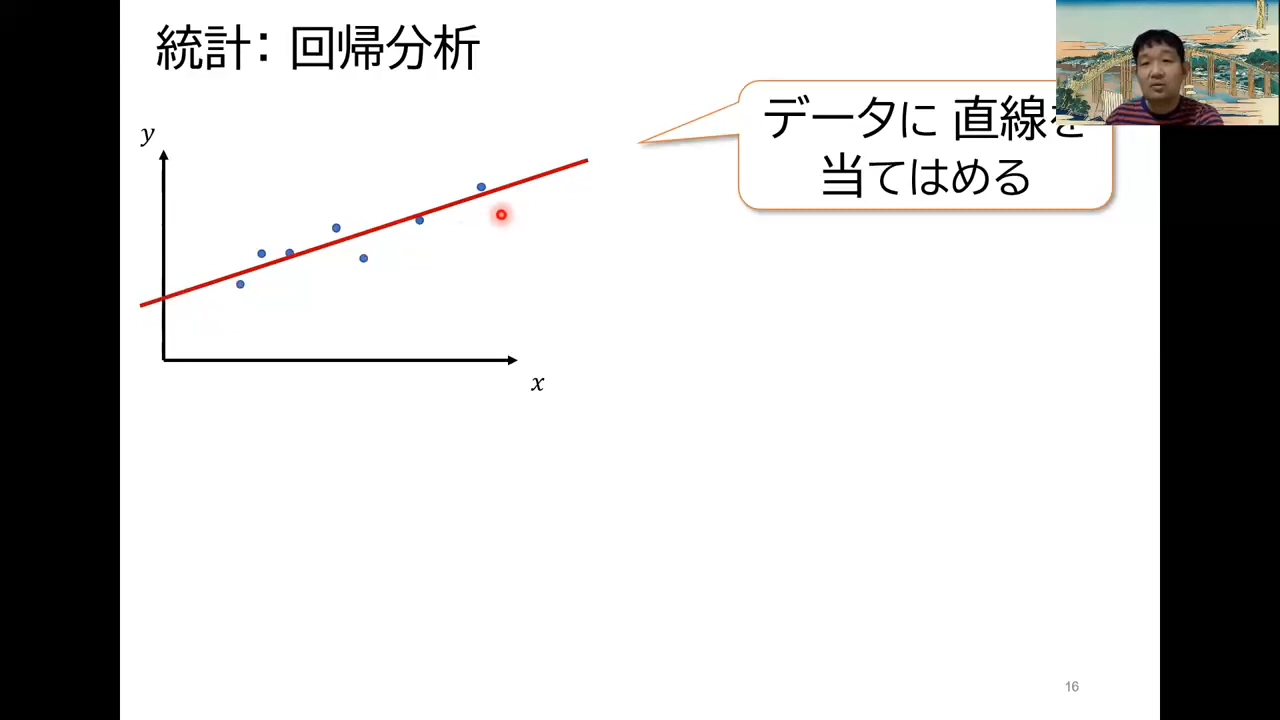 統計： 回帰分析
データに 直線を
当てはめる
y
x
16